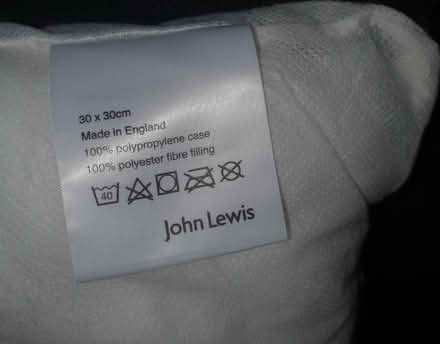 30 x 30cm
Made in England
100% polypropylene case
100% polyester fibre filling
40
John Lewis